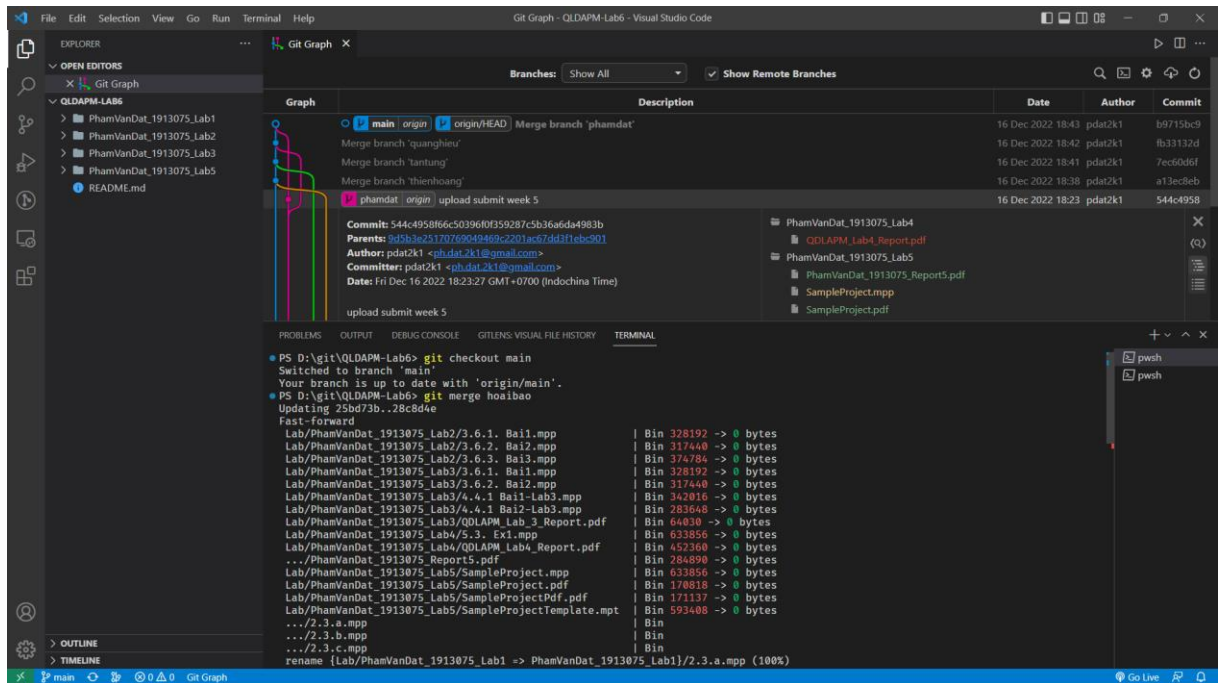 File Edit Selection View Go Run Terminal Help Git Graph - QLDAPM-Lab6 - Visual Studio Code
EXPLORER
OPEN EDITORS
Git Graph
QLDAPM-LAB6
PhamVanDat_1913075_Lab1
PhamVanDat_1913075_Lab2
PhamVanDat_1913075_Lab3
PhamVanDat_1913075_Lab5
README.md
OUTLINE
TIMELINE
Git Graph
Branches: Show All Show Remote Branches
Graph Description Date Author Commit
main origin origin/HEAD Merge branch 'phamdat' 16 Dec 2022 18:43 pdat2k1 b9715bc9
Merge branch 'quanghieu' 16 Dec 2022 18:42 pdat2k1 fb33132d
Merge branch 'tantung' 16 Dec 2022 18:41 pdat2k1 7ec60d6f
Merge branch 'thienhoang' 16 Dec 2022 18:38 pdat2k1 a13ec8eb
phamdat origin upload submit week 5 16 Dec 2022 18:23 pdat2k1 544c4958
Commit: 544c4958f66c50396f0f359287c5b36a6da4983b
Parents: 9d5b3e25170769049469c2201ac67dd3f1ebc901
Author: pdat2k1 <ph.dat.2k1@gmail.com>
Committer: pdat2k1 <ph.dat.2k1@gmail.com>
Date: Fri Dec 16 2022 18:23:27 GMT+0700 (Indochina Time)
upload submit week 5
PhamVanDat_1913075_Lab4
QDLAPM_Lab4_Report.pdf
PhamVanDat_1913075_Lab5
PhamVanDat_1913075_Report5.pdf
SampleProject.mpp
SampleProject.pdf
PROBLEMS OUTPUT DEBUG CONSOLE GITLENS: VISUAL FILE HISTORY TERMINAL
PS D:\git\QLDAPM-Lab6> git checkout main
Switched to branch 'main'
Your branch is up to date with 'origin/main'.
PS D:\git\QLDAPM-Lab6> git merge hoaibao
Updating 25bd73b..28c8d4e
Fast-forward
Lab/PhamVanDat_1913075_Lab2/3.6.1. Bai1.mpp | Bin 328192 -> 0 bytes
Lab/PhamVanDat_1913075_Lab2/3.6.2. Bai2.mpp | Bin 317440 -> 0 bytes
Lab/PhamVanDat_1913075_Lab2/3.6.3. Bai3.mpp | Bin 374784 -> 0 bytes
Lab/PhamVanDat_1913075_Lab3/3.6.1. Bai1.mpp | Bin 328192 -> 0 bytes
Lab/PhamVanDat_1913075_Lab3/3.6.2. Bai2.mpp | Bin 317440 -> 0 bytes
Lab/PhamVanDat_1913075_Lab3/4.4.1 Bai1-Lab3.mpp | Bin 342016 -> 0 bytes
Lab/PhamVanDat_1913075_Lab3/4.4.1 Bai2-Lab3.mpp | Bin 283648 -> 0 bytes
Lab/PhamVanDat_1913075_Lab3/QDLAPM_Lab_3_Report.pdf | Bin 64030 -> 0 bytes
Lab/PhamVanDat_1913075_Lab4/5.3. Ex1.mpp | Bin 633856 -> 0 bytes
Lab/PhamVanDat_1913075_Lab4/QDLAPM_Lab4_Report.pdf | Bin 452360 -> 0 bytes
.../PhamVanDat_1913075_Report5.pdf | Bin 284890 -> 0 bytes
Lab/PhamVanDat_1913075_Lab5/SampleProject.mpp | Bin 633856 -> 0 bytes
Lab/PhamVanDat_1913075_Lab5/SampleProject.pdf | Bin 170818 -> 0 bytes
Lab/PhamVanDat_1913075_Lab5/SampleProjectPdf.pdf | Bin 171137 -> 0 bytes
Lab/PhamVanDat_1913075_Lab5/SampleProjectTemplate.mpt | Bin 593408 -> 0 bytes
.../2.3.a.mpp | Bin
.../2.3.b.mpp | Bin
.../2.3.c.mpp | Bin
rename {Lab/PhamVanDat_1913075_Lab1 => PhamVanDat_1913075_Lab1}/2.3.a.mpp (100%)
pwsh
pwsh
main 0 0 Git Graph Go Live